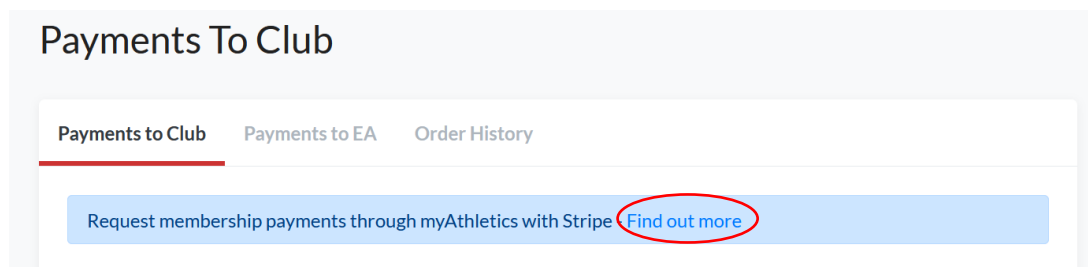 Payments To Club
Payments to Club Payments to EA Order History
Request membership payments through myAthletics with Stripe - Find out more